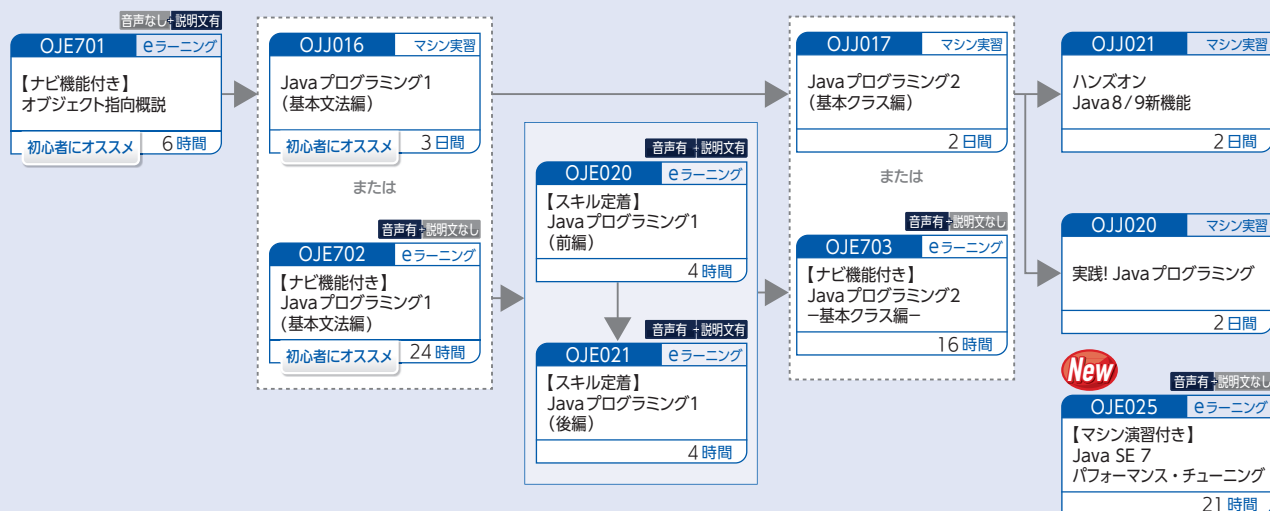 音声なし+説明文有
OJE701 eラーニング
【ナビ機能付き】
オブジェクト指向概説
初心者にオススメ 6時間
OJJ016 マシン実習
Javaプログラミング1
(基本文法編)
初心者にオススメ 3日間
または
音声有+説明文なし
OJE702 eラーニング
【ナビ機能付き】
Javaプログラミング1
(基本文法編)
初心者にオススメ 24時間
音声有+説明文有
OJE020 eラーニング
【スキル定着】
Javaプログラミング1
(前編)
4時間
音声有+説明文有
OJE021 eラーニング
【スキル定着】
Javaプログラミング1
(後編)
4時間
OJJ017 マシン実習
Javaプログラミング2
(基本クラス編)
2日間
または
音声有+説明文なし
OJE703 eラーニング
【ナビ機能付き】
Javaプログラミング2
−基本クラス編−
16時間
OJJ021 マシン実習
ハンズオン
Java8/9新機能
2日間
OJJ020 マシン実習
実践! Javaプログラミング
2日間
New
音声有+説明文なし
OJE025 eラーニング
【マシン演習付き】
Java SE 7
パフォーマンス・チューニング
21時間